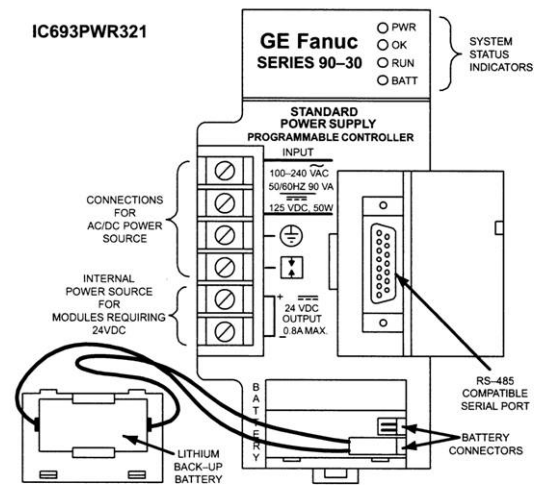 IC693PWR321
GE Fanuc
SERIES 90–30
PWR
OK
RUN
BATT
SYSTEM
STATUS
INDICATORS
STANDARD
POWER SUPPLY
PROGRAMMABLE CONTROLLER
INPUT
100–240 VAC
50/60HZ 90 VA
125 VDC, 50W
CONNECTIONS
FOR
AC/DC POWER
SOURCE
INTERNAL
POWER SOURCE
FOR
MODULES REQUIRING
24VDC
+
24 VDC
OUTPUT
0.8A MAX.
–
RS–485
COMPATIBLE
SERIAL PORT
BATTERY
BATTERY
CONNECTORS
LITHIUM
BACK–UP
BATTERY